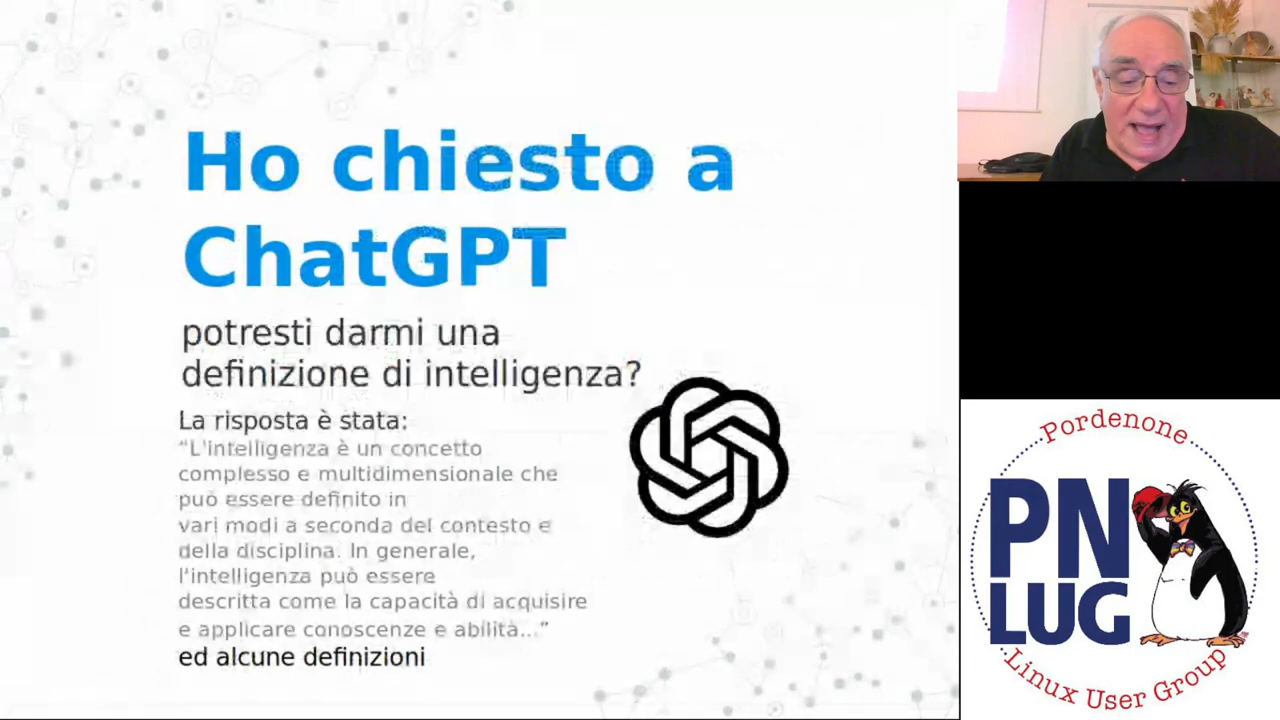 Ho chiesto a
ChatGPT
potresti darmi una
definizione di intelligenza?
La risposta è stata:
“L'intelligenza è un concetto
complesso e multidimensionale che
può essere definito in
vari modi a seconda del contesto e
della disciplina. In generale,
l'intelligenza può essere
descritta come la capacità di acquisire
e applicare conoscenze e abilità...”
ed alcune definizioni
Pordenone
PN
LUG
Linux User Group